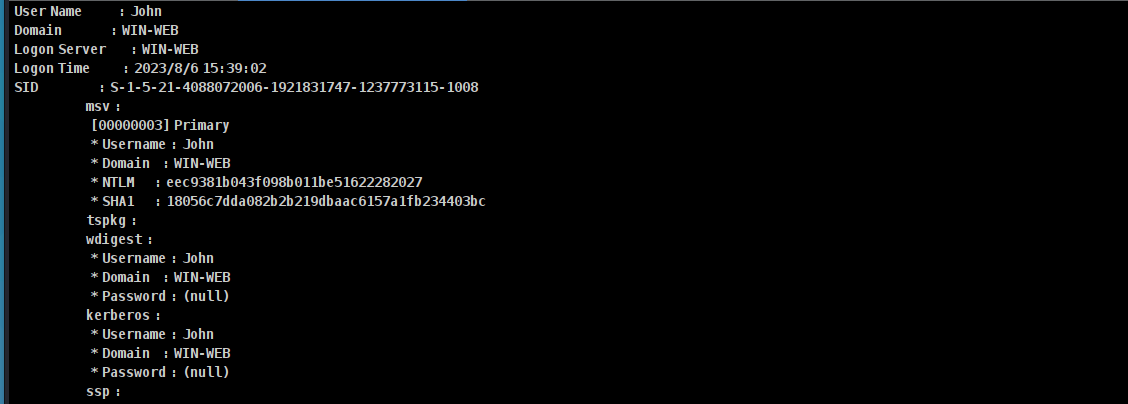 User Name : John
Domain : WIN-WEB
Logon Server : WIN-WEB
Logon Time : 2023/8/6 15:39:02
SID : S-1-5-21-4088072006-1921831747-1237773115-1008
msv :
[00000003] Primary
* Username : John
* Domain : WIN-WEB
* NTLM : eec9381b043f098b011be51622282027
* SHA1 : 18056c7dda082b2b219dbaac6157a1fb234403bc
tspkg :
wdigest :
* Username : John
* Domain : WIN-WEB
* Password : (null)
kerberos :
* Username : John
* Domain : WIN-WEB
* Password : (null)
ssp :